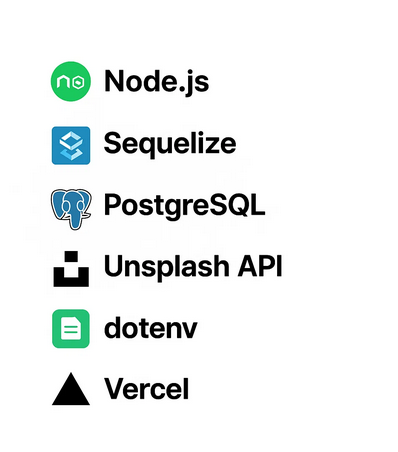 Node.js
Sequelize
PostgreSQL
Unsplash API
dotenv
Vercel